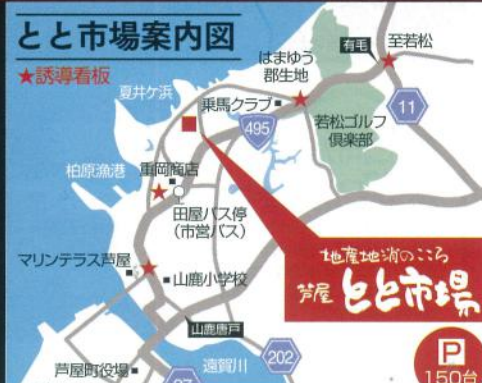 とと市場案内図
★誘導看板
有毛
至若松
はまゆう
群生地
夏井ケ浜
乗馬クラブ
495
11
若松ゴルフ
倶楽部
柏原漁港
重岡商店
田屋バス停
(市営バス)
地産地消のこころ
芦屋 とと市場
マリンテラス芦屋
山鹿小学校
山鹿唐戸
P
150台
芦屋町役場
遠賀川
202